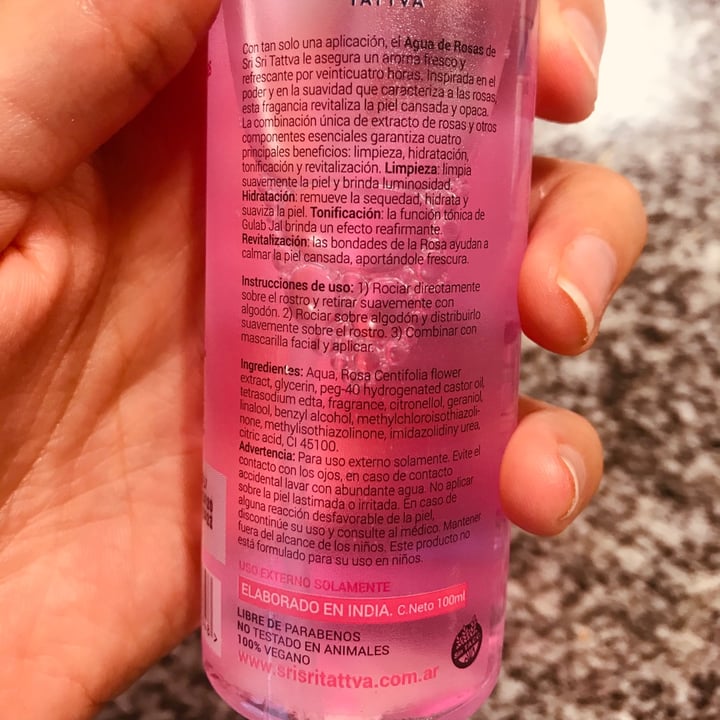 TATTVA
Con tan solo una aplicación, el Agua de Rosas de
Sri Sri Tattva le asegura un aroma fresco y
refrescante por veinticuatro horas. Inspirada en el
poder y en la suavidad que caracteriza a las rosas,
esta fragancia revitaliza la piel cansada y opaca.
La combinación única de extracto de rosas y otros
componentes esenciales garantiza cuatro
principales beneficios: limpieza, hidratación,
tonificación y revitalización. Limpieza: limpia
suavemente la piel y brinda luminosidad.
Hidratación: remueve la sequedad, hidrata y
suaviza la piel. Tonificación: la función tónica de
Gulab Jal brinda un efecto reafirmante.
Revitalización: las bondades de la Rosa ayudan a
calmar la piel cansada, aportándole frescura.
Instrucciones de uso: 1) Rociar directamente
sobre el rostro y retirar suavemente con
algodón. 2) Rociar sobre algodón y distribuirlo
suavemente sobre el rostro. 3) Combinar con
mascarilla facial y aplicar.
Ingredientes: Aqua, Rosa Centifolia flower
extract, glycerin, peg-40 hydrogenated castor oil,
tetrasodium edta, fragrance, citronellol, geraniol,
linalool, benzyl alcohol, methylchloroisothiazoli-
none, methylisothiazolinone, imidazolidiny urea,
citric acid, CI 45100.
Advertencia: Para uso externo solamente. Evite el
contacto con los ojos, en caso de contacto
accidental lavar con abundante agua. No aplicar
sobre la piel lastimada o irritada. En caso de
alguna reacción desfavorable de la piel,
discontinúe su uso y consulte al médico. Mantener
fuera del alcance de los niños. Este producto no
está formulado para su uso en niños.
USO EXTERNO SOLAMENTE
ELABORADO EN INDIA. C.Neto 100ml
LIBRE DE PARABENOS
NO TESTADO EN ANIMALES
100% VEGANO
www.srisritattva.com.ar